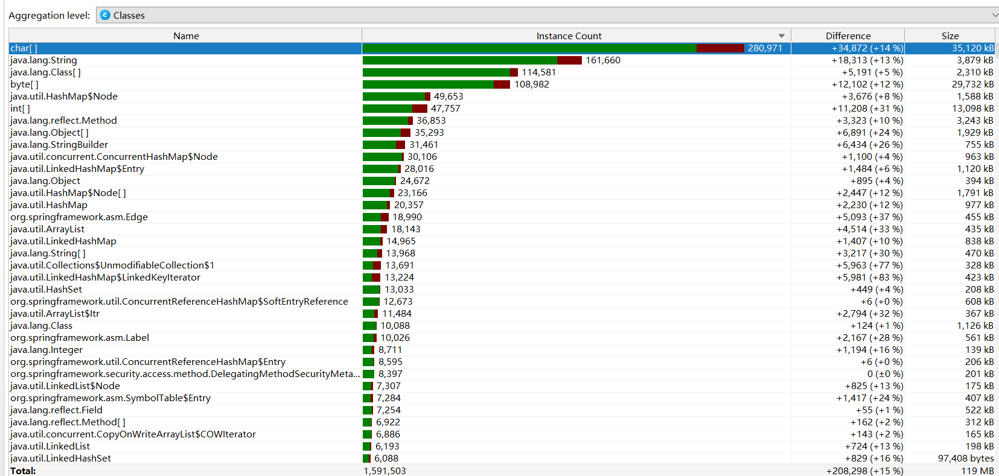 Aggregation level: C Classes
Name Instance Count Difference Size
char[ ] 280,971 +34,872 (+14 %) 35,120 kB
java.lang.String 161,660 +18,313 (+13 %) 3,879 kB
java.lang.Class[ ] 114,581 +5,191 (+5 %) 2,310 kB
byte[ ] 108,982 +12,102 (+12 %) 29,732 kB
java.util.HashMap$Node 49,653 +3,676 (+8 %) 1,588 kB
int[ ] 47,757 +11,208 (+31 %) 13,098 kB
java.lang.reflect.Method 36,853 +3,323 (+10 %) 3,243 kB
java.lang.Object[ ] 35,293 +6,891 (+24 %) 1,929 kB
java.lang.StringBuilder 31,461 +6,434 (+26 %) 755 kB
java.util.concurrent.ConcurrentHashMap$Node 30,106 +1,100 (+4 %) 963 kB
java.util.LinkedHashMap$Entry 28,016 +1,484 (+6 %) 1,120 kB
java.lang.Object 24,672 +895 (+4 %) 394 kB
java.util.HashMap$Node[ ] 23,166 +2,447 (+12 %) 1,791 kB
java.util.HashMap 20,357 +2,230 (+12 %) 977 kB
org.springframework.asm.Edge 18,990 +5,093 (+37 %) 455 kB
java.util.ArrayList 18,143 +4,514 (+33 %) 435 kB
java.util.LinkedHashMap 14,965 +1,407 (+10 %) 838 kB
java.lang.String[ ] 13,968 +3,217 (+30 %) 470 kB
java.util.Collections$UnmodifiableCollection$1 13,691 +5,963 (+77 %) 328 kB
java.util.LinkedHashMap$LinkedKeyIterator 13,224 +5,981 (+83 %) 423 kB
java.util.HashSet 13,033 +449 (+4 %) 208 kB
org.springframework.util.ConcurrentReferenceHashMap$SoftEntryReference 12,673 +6 (+0 %) 608 kB
java.util.ArrayList$Itr 11,484 +2,794 (+32 %) 367 kB
java.lang.Class 10,088 +124 (+1 %) 1,126 kB
org.springframework.asm.Label 10,026 +2,167 (+28 %) 561 kB
java.lang.Integer 8,711 +1,194 (+16 %) 139 kB
org.springframework.util.ConcurrentReferenceHashMap$Entry 8,595 +6 (+0 %) 206 kB
org.springframework.security.access.method.DelegatingMethodSecurityMeta... 8,397 0 (±0 %) 201 kB
java.util.LinkedList$Node 7,307 +825 (+13 %) 175 kB
org.springframework.asm.SymbolTable$Entry 7,284 +1,417 (+24 %) 407 kB
java.lang.reflect.Field 7,254 +55 (+1 %) 522 kB
java.lang.reflect.Method[ ] 6,922 +162 (+2 %) 312 kB
java.util.concurrent.CopyOnWriteArrayList$COWIterator 6,886 +143 (+2 %) 165 kB
java.util.LinkedList 6,193 +724 (+13 %) 198 kB
java.util.LinkedHashSet 6,088 +829 (+16 %) 97,408 bytes
Total: 1,591,503 +208,298 (+15 %) 119 MB